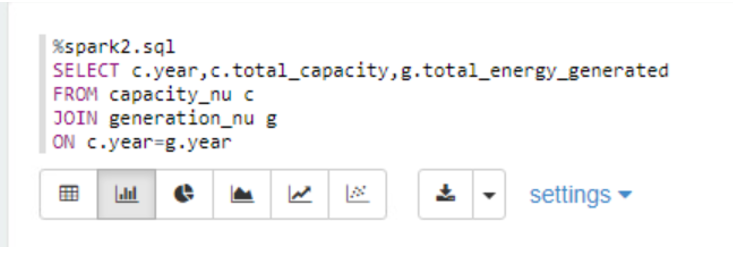 %spark2.sql
SELECT c.year,c.total_capacity,g.total_energy_generated
FROM capacity_nu c
JOIN generation_nu g
ON c.year=g.year
settings